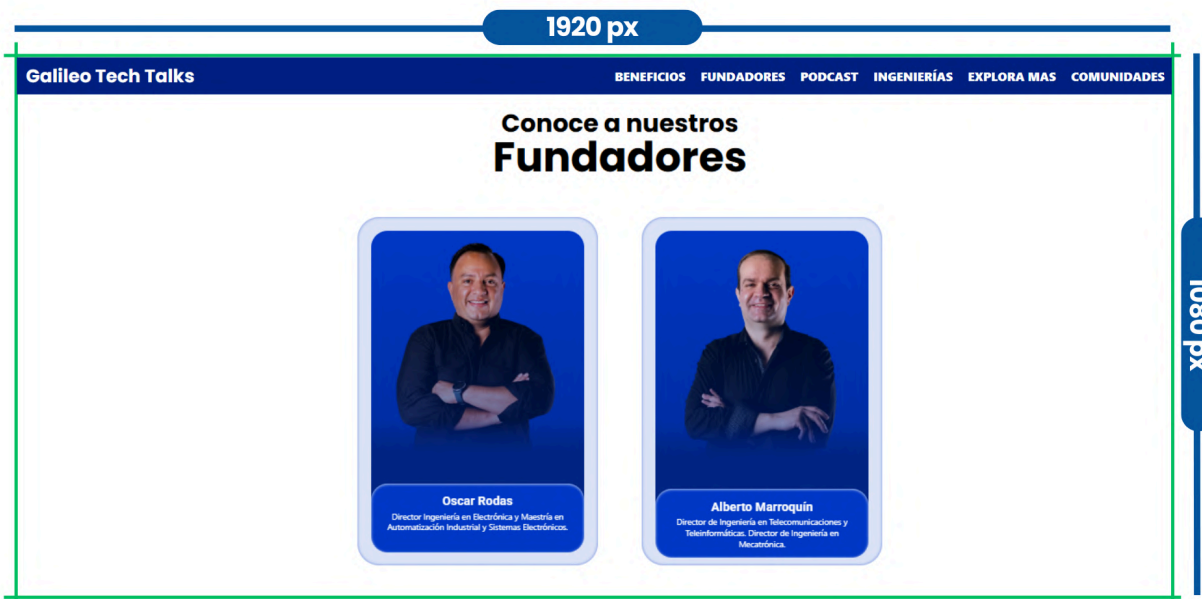 1920 px
Galileo Tech Talks
BENEFICIOS FUNDADORES PODCAST INGENIERÍAS EXPLORA MAS COMUNIDADES
Conoce a nuestros
Fundadores
1080 px
Oscar Rodas
Director Ingeniería en Electrónica y Maestría en
Automatización Industrial y Sistemas Electrónicos.
Alberto Marroquín
Director de Ingeniería en Telecomunicaciones y
Teleinformáticas. Director de Ingeniería en
Mecatrónica.